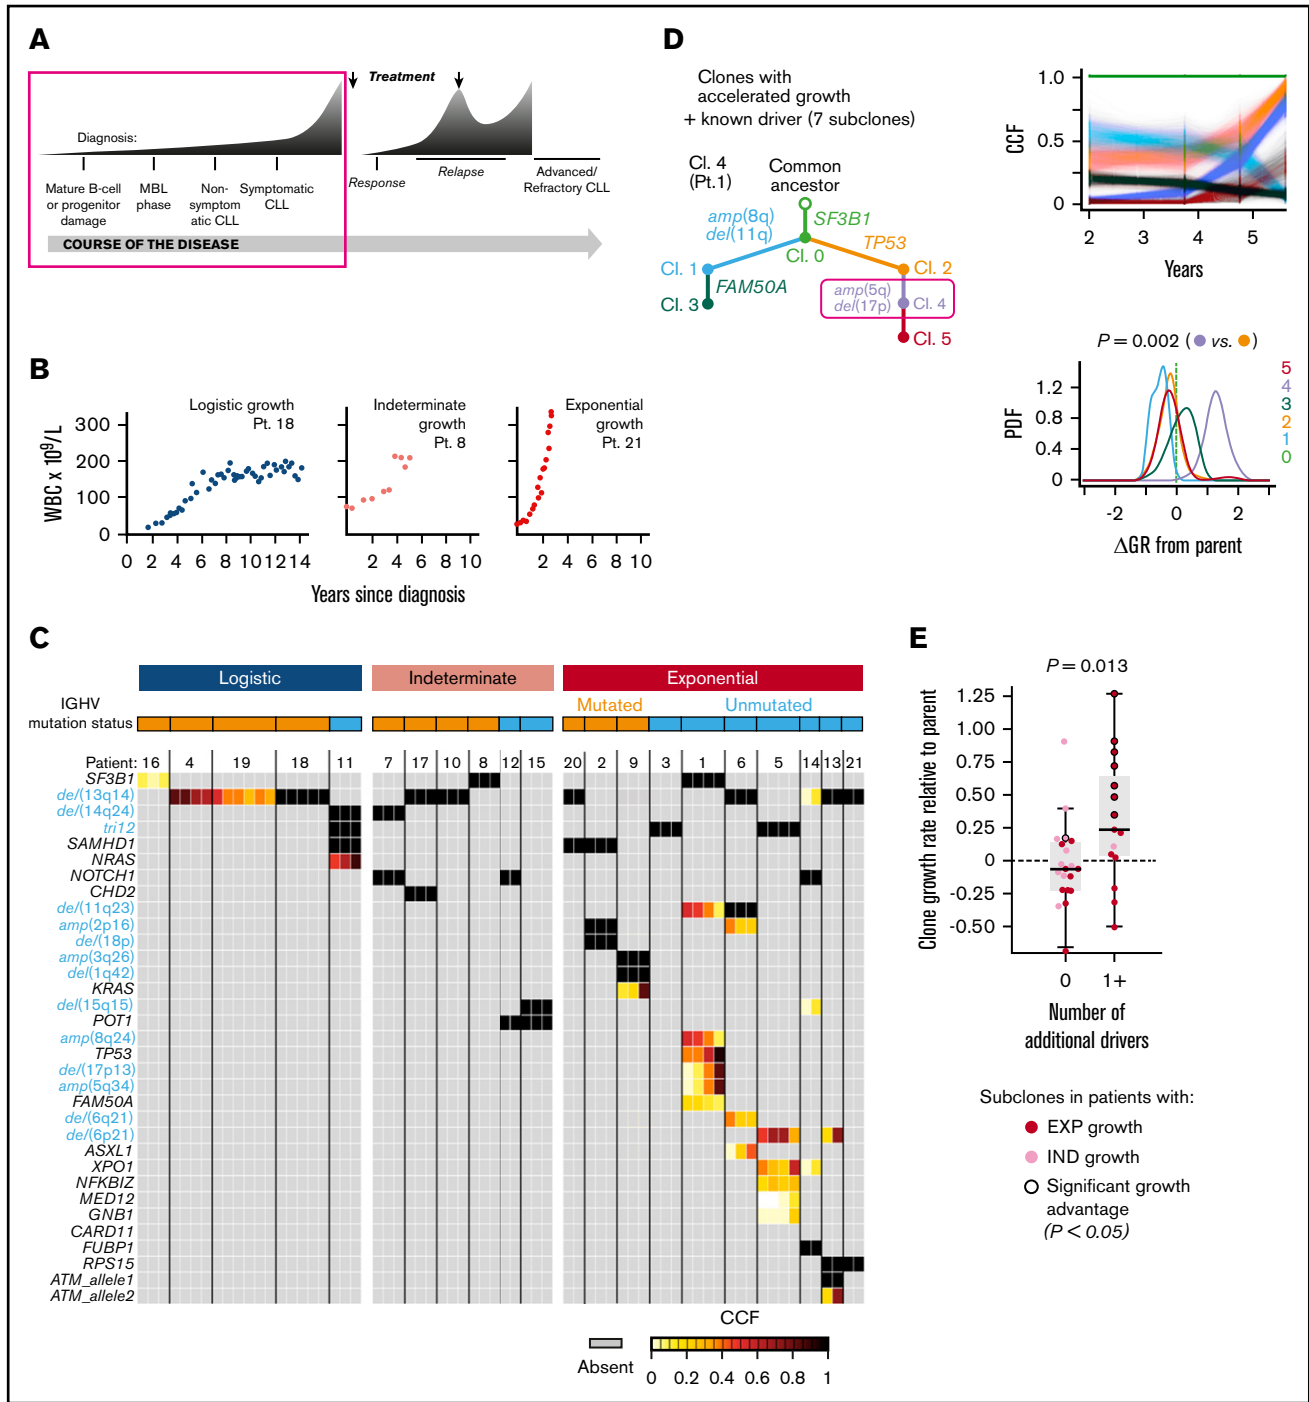 A
Treatment
Diagnosis:
Mature B-cell
or progenitor
damage
MBL
phase
Non-
symptom
atic CLL
Symptomatic
CLL
Response
Relapse
Advanced/
Refractory CLL
COURSE OF THE DISEASE
B
WBC x 10⁹/L
300
200
100
0
Logistic growth
Pt. 18
0 2 4 6 8 10 12 14
Indeterminate
growth
Pt. 8
2 4 6 8 10
Exponential
growth
Pt. 21
2 4 6 8 10
Years since diagnosis
C
Logistic
Indeterminate
Exponential
IGHV
mutation status
Mutated
Unmutated
Patient: 16 4 19 18 11 7 17 10 8 12 15 20 2 9 3 1 6 5 14 13 21
SF3B1
del(13q14)
del(14q24)
tri12
SAMHD1
NRAS
NOTCH1
CHD2
del(11q23)
amp(2p16)
del(18p)
amp(3q26)
del(1q42)
KRAS
del(15q15)
POT1
amp(8q24)
TP53
del(17p13)
amp(5q34)
FAM50A
del(6q21)
del(6p21)
ASXL1
XPO1
NFKBIZ
MED12
GNB1
CARD11
FUBP1
RPS15
ATM_allele1
ATM_allele2
Absent
CCF
0 0.2 0.4 0.6 0.8 1
D
Clones with
accelerated growth
+ known driver (7 subclones)
Cl. 4
(Pt.1)
Common
ancestor
SF3B1
amp(8q)
del(11q)
TP53
Cl. 0
Cl. 1
Cl. 2
FAM50A
Cl. 3
amp(5q)
del(17p)
Cl. 4
Cl. 5
CCF
1.0
0.5
0
2 3 4 5
Years
P = 0.002 ( vs. )
PDF
1.2
0.8
0.4
0
5
4
3
2
1
0
-2 0 2
ΔGR from parent
E
P = 0.013
Clone growth rate relative to parent
1.25
1.00
0.75
0.50
0.25
0
-0.25
-0.50
0 1+
Number of
additional drivers
Subclones in patients with:
EXP growth
IND growth
Significant growth
advantage
(P < 0.05)